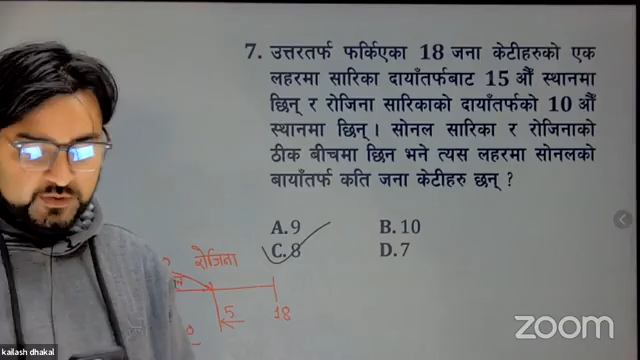 7. उत्तरतर्फ फर्किएका 18 जना केटीहरुको एक
लहरमा सारिका दायाँतर्फबाट 15 औं स्थानमा
छिन् र रोजिना सारिकाको दायाँतर्फको 10 औं
स्थानमा छिन् । सोनल सारिका र रोजिनाको
ठीक बीचमा छिन भने त्यस लहरमा सोनलको
बायाँतर्फ कति जना केटीहरु छन् ?
A. 9 B. 10
C. 8 D. 7
रोजिना
5 18
kailash dhakal
zoom